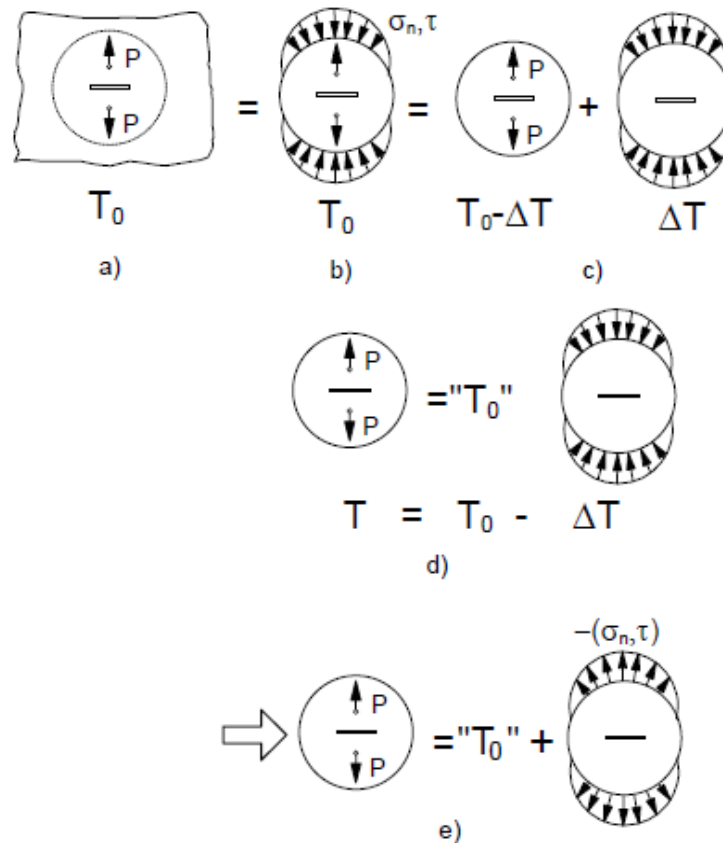 P
σn,τ
P
P
= = +
P
P
T₀ T₀ T₀-ΔT ΔT
a) b) c)
P
="T₀"
P
T = T₀ - ΔT
d)
−(σn,τ)
P
="T₀" +
P
e)